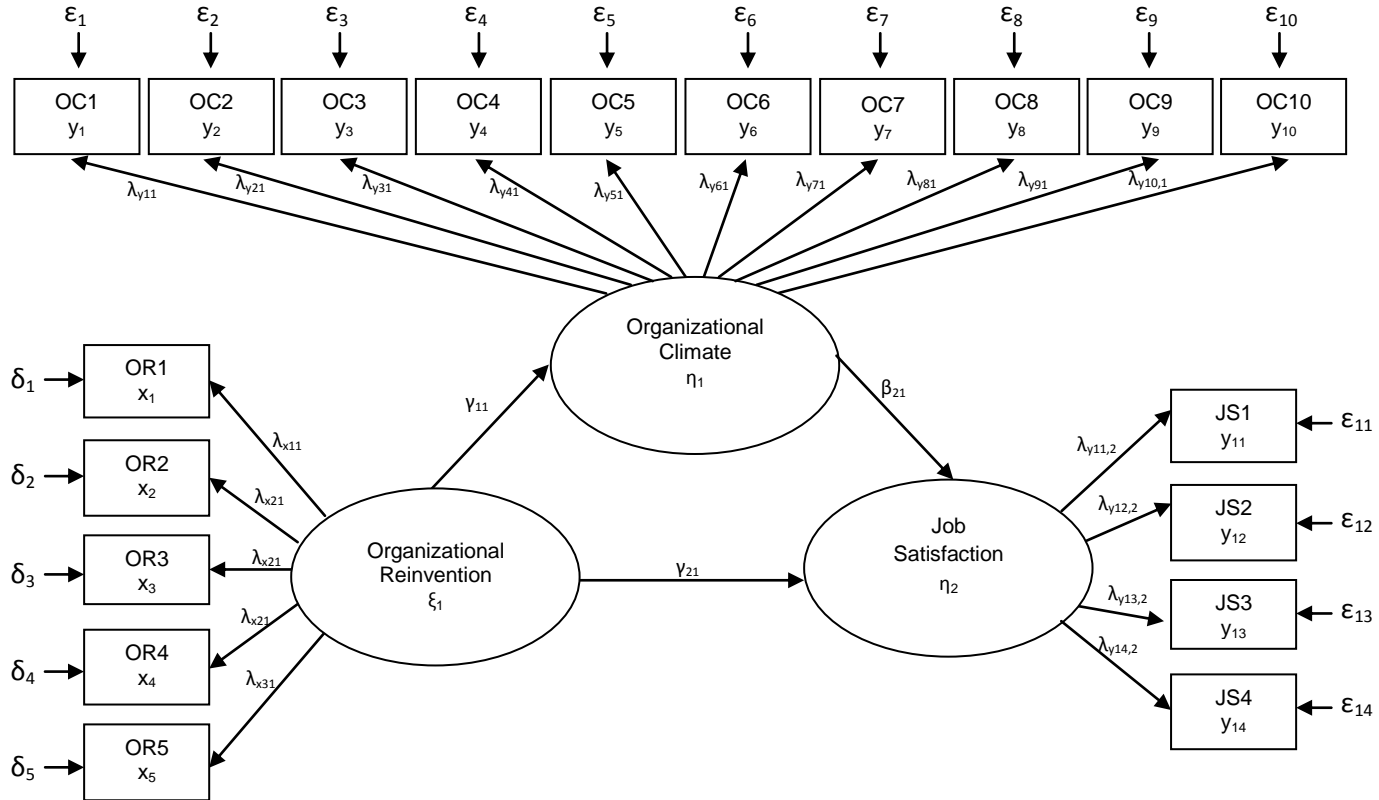 ε1 ε2 ε3 ε4 ε5 ε6 ε7 ε8 ε9 ε10
OC1 OC2 OC3 OC4 OC5 OC6 OC7 OC8 OC9 OC10
y1 y2 y3 y4 y5 y6 y7 y8 y9 y10
λy11 λy21 λy31 λy41 λy51 λy61 λy71 λy81 λy91 λy10,1
Organizational
Climate
η1
γ11
β21
δ1
OR1
x1
λx11
δ2
OR2
x2
λx21
δ3
OR3
x3
λx21
δ4
OR4
x4
λx21
δ5
OR5
x5
λx31
Organizational
Reinvention
ξ1
γ21
Job
Satisfaction
η2
λy11,2
JS1
y11
ε11
λy12,2
JS2
y12
ε12
λy13,2
JS3
y13
ε13
λy14,2
JS4
y14
ε14